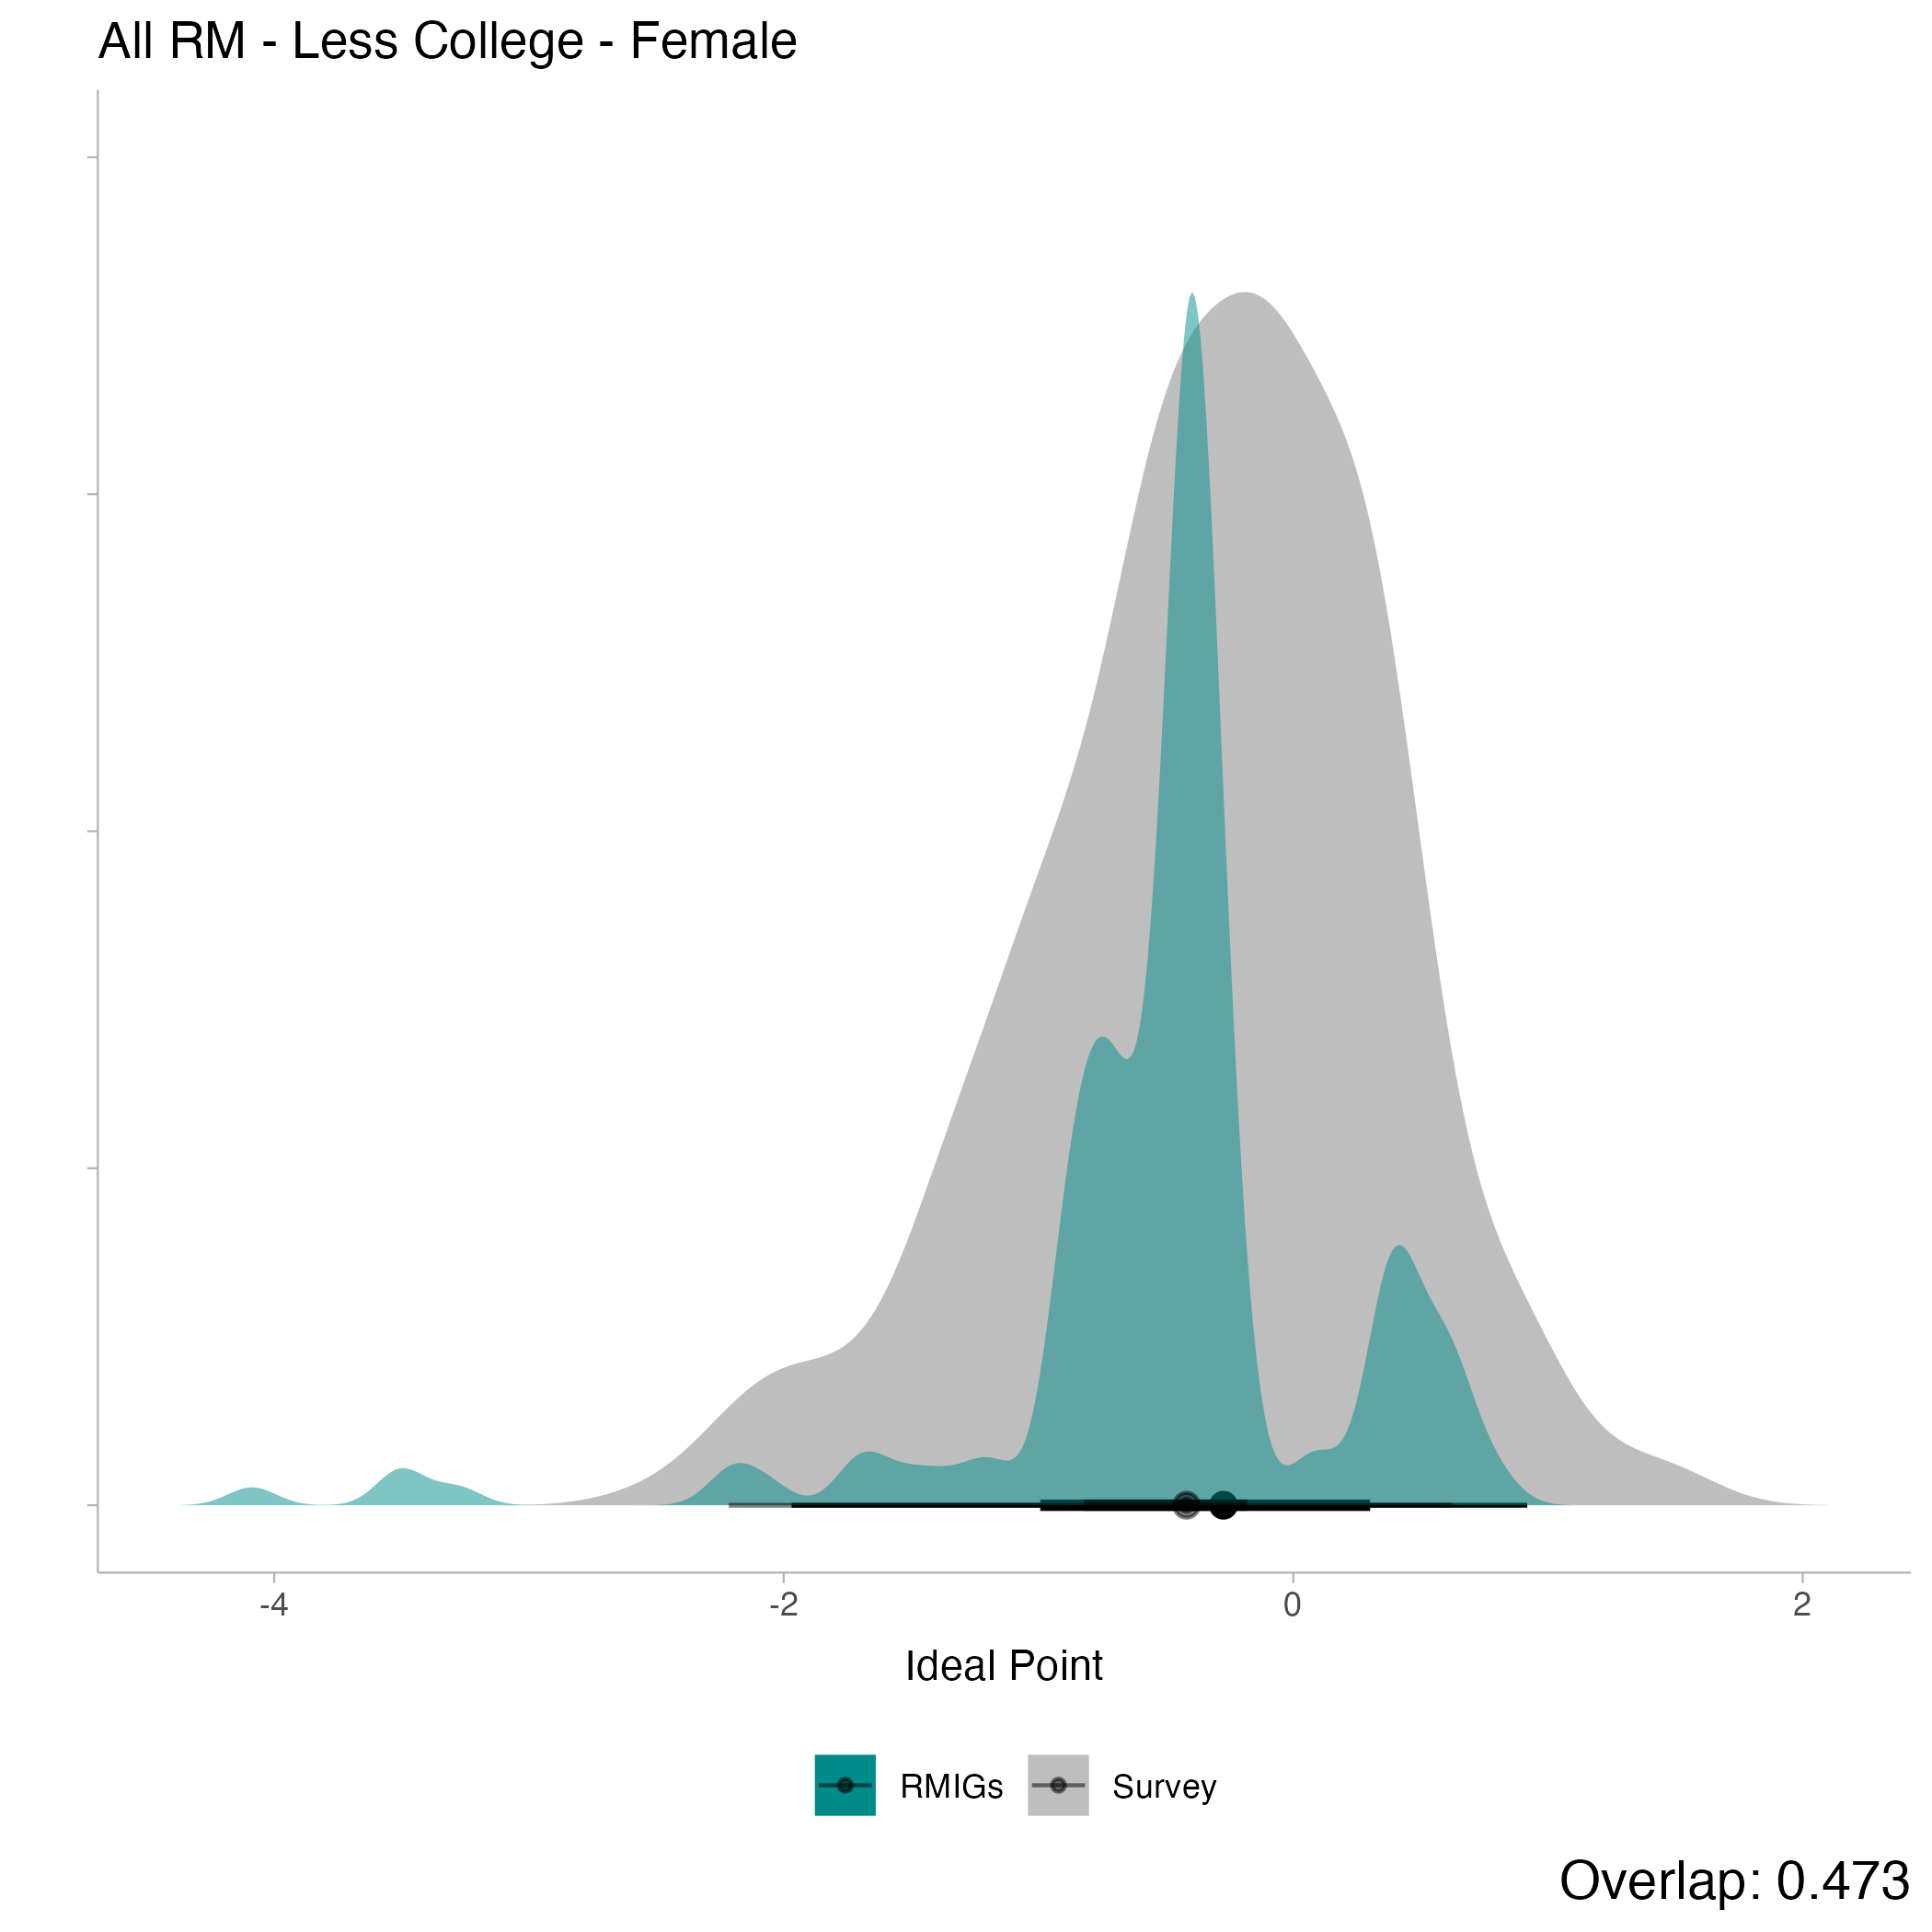 All RM - Less College - Female
-4 -2 0 2
Ideal Point
RMIGs Survey
Overlap: 0.473